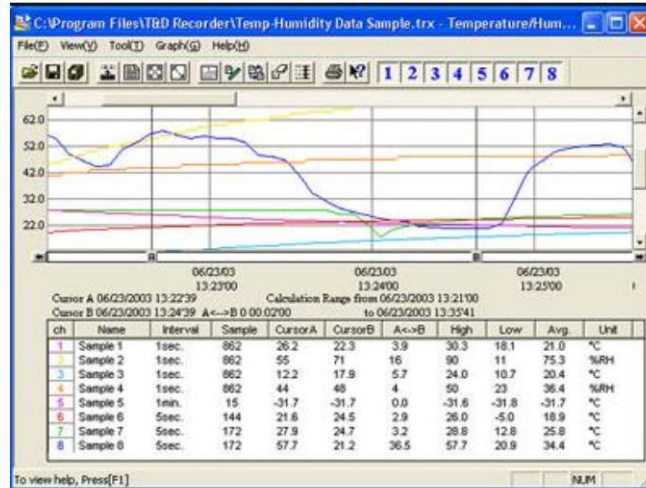 C:\Program Files\T&D Recorder\Temp-Humidity Data Sample.trx - Temperature/Hum...
File(F) View(V) Tool(T) Graph(G) Help(H)
1 2 3 4 5 6 7 8
62.0
52.0
42.0
32.0
22.0
A B
06/23/03 06/23/03 06/23/03
13:23'00 13:24'00 13:25'00
Cursor A 06/23/2003 13:22'39 Calculation Range from 06/23/2003 13:21'00
Cursor B 06/23/2003 13:24'39 A<-->B 0 00:02'00 to 06/23/2003 13:35'41
ch Name Interval Sample CursorA CursorB A<->B High Low Avg. Unit
1 Sample 1 1sec. 862 26.2 22.3 3.9 30.3 18.1 21.0 °C
2 Sample 2 1sec. 862 55 71 16 90 11 75.3 %RH
3 Sample 3 1sec. 862 12.2 17.9 5.7 24.0 10.7 20.4 °C
4 Sample 4 1sec. 862 44 48 4 50 23 36.4 %RH
5 Sample 5 1min. 15 -31.7 -31.7 0.0 -31.6 -31.8 -31.7 °C
6 Sample 6 5sec. 144 21.6 24.5 2.9 26.0 -5.0 18.9 °C
7 Sample 7 5sec. 172 27.9 24.7 3.2 28.8 12.8 25.8 °C
8 Sample 8 5sec. 172 57.7 21.2 36.5 57.7 20.9 34.4 °C
To view help, Press[F1] NUM